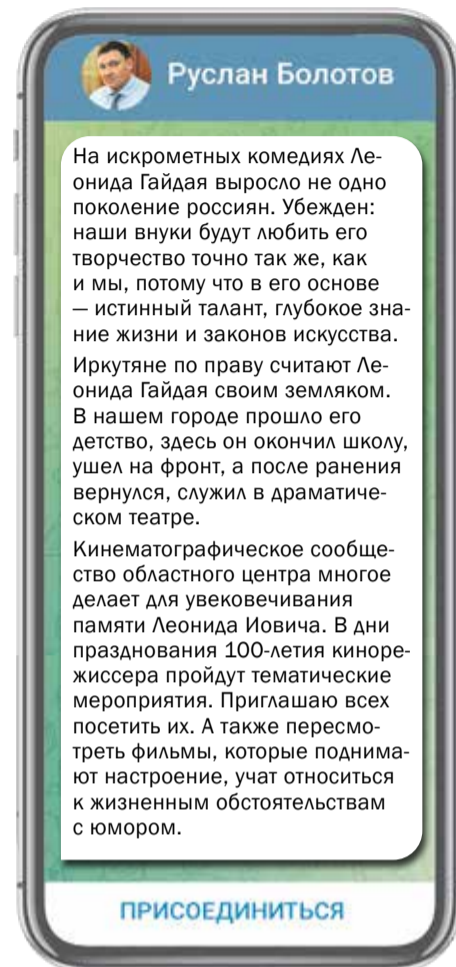 Руслан Болотов
На искрометных комедиях Ле-
онида Гайдая выросло не одно
поколение россиян. Убежден:
наши внуки будут любить его
творчество точно так же, как
и мы, потому что в его основе
— истинный талант, глубокое зна-
ние жизни и законов искусства.
Иркутяне по праву считают Ле-
онида Гайдая своим земляком.
В нашем городе прошло его
детство, здесь он окончил школу,
ушел на фронт, а после ранения
вернулся, служил в драматиче-
ском театре.
Кинематографическое сообще-
ство областного центра многое
делает для увековечивания
памяти Леонида Иовича. В дни
празднования 100-летия киноре-
жиссера пройдут тематические
мероприятия. Приглашаю всех
посетить их. А также пересмо-
треть фильмы, которые поднима-
ют настроение, учат относиться
к жизненным обстоятельствам
с юмором.
ПРИСОЕДИНИТЬСЯ